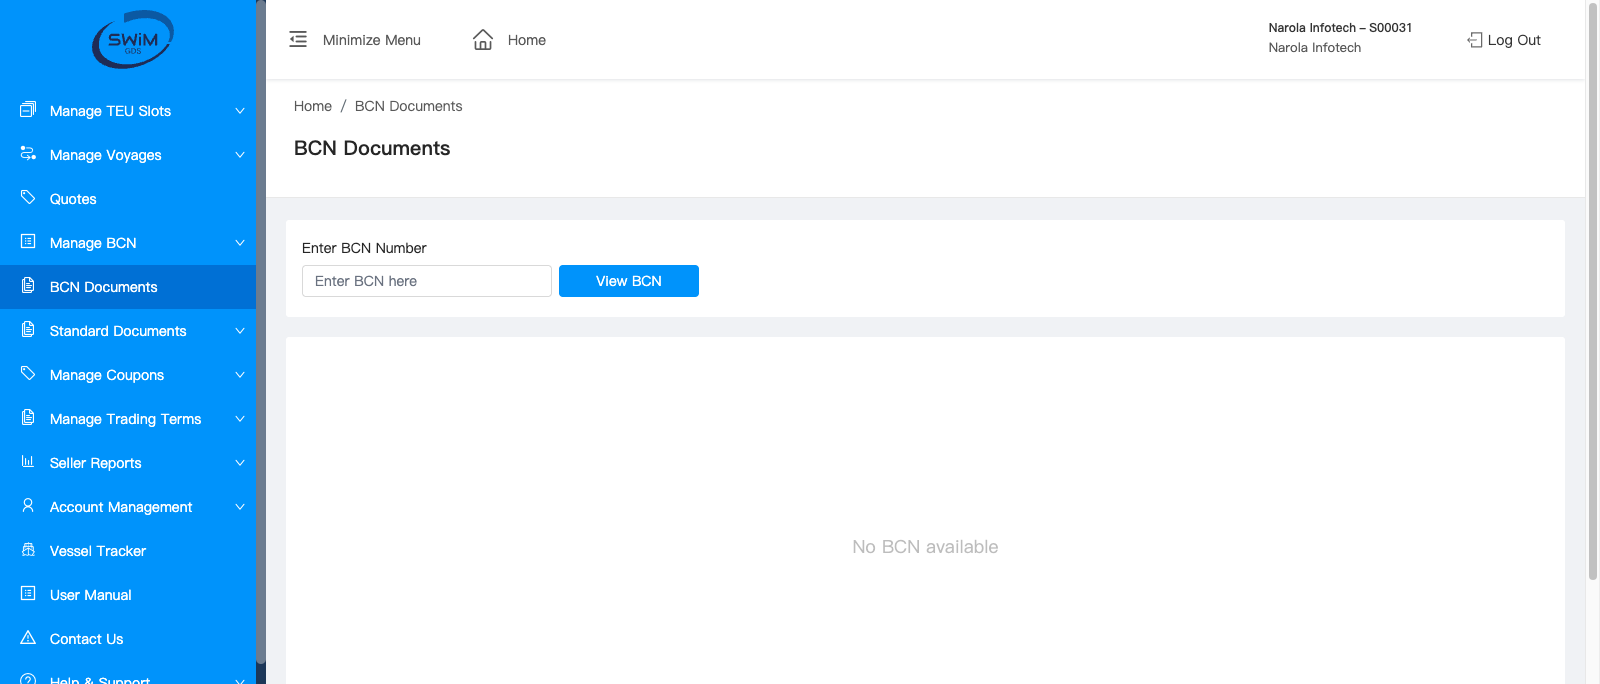 SWiM
GDS
Manage TEU Slots
Manage Voyages
Quotes
Manage BCN
BCN Documents
Standard Documents
Manage Coupons
Manage Trading Terms
Seller Reports
Account Management
Vessel Tracker
User Manual
Contact Us
Help & Support
Minimize Menu
Home
Narola Infotech – S00031
Narola Infotech
Log Out
Home / BCN Documents
BCN Documents
Enter BCN Number
Enter BCN here
View BCN
No BCN available